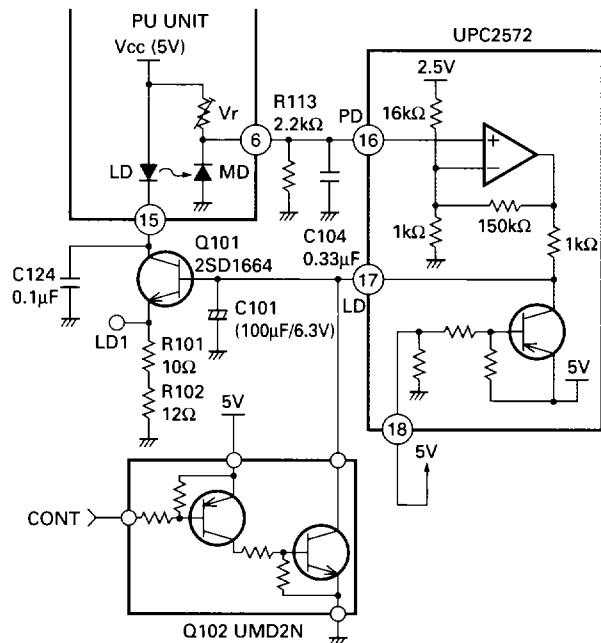 PU UNIT
Vcc (5V)
Vr
LD
MD
6
15
R113
2.2kΩ
C104
0.33μF
UPC2572
2.5V
PD
16
16kΩ
+
−
1kΩ
150kΩ
1kΩ
17
LD
5V
18
5V
Q101
2SD1664
C124
0.1μF
C101
(100μF/6.3V)
LD1
R101
10Ω
R102
12Ω
5V
CONT
Q102 UMD2N